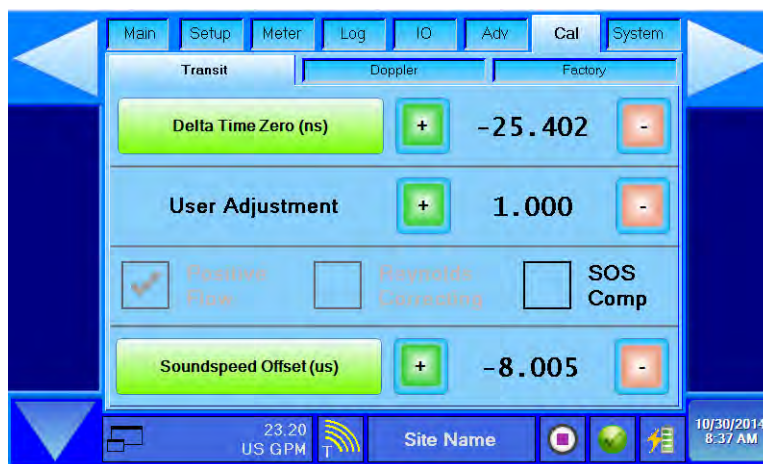 Main Setup Meter Log IO Adv Cal System
Transit Doppler Factory
Delta Time Zero (ns) + -25.402 -
User Adjustment + 1.000 -
Positive Flow
Reynolds
SOS Comp
Soundspeed Offset (us) + -8.005 -
23.20
US GPM
T
Site Name
10/30/2014
8:37 AM